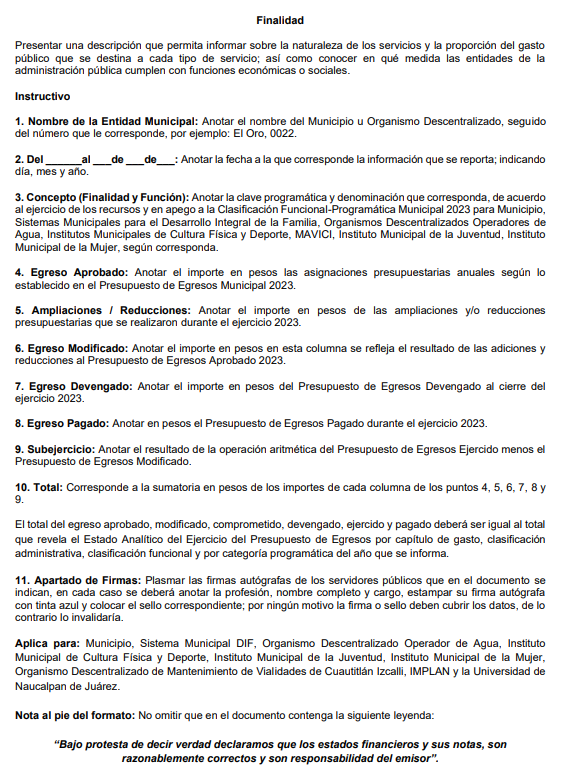 Finalidad
Presentar una descripción que permita informar sobre la naturaleza de los servicios y la proporción del gasto
público que se destina a cada tipo de servicio; así como conocer en qué medida las entidades de la
administración pública cumplen con funciones económicas o sociales.
Instructivo
1. Nombre de la Entidad Municipal: Anotar el nombre del Municipio u Organismo Descentralizado, seguido
del número que le corresponde, por ejemplo: El Oro, 0022.
2. Del ______al ___de ___de___: Anotar la fecha a la que corresponde la información que se reporta; indicando
día, mes y año.
3. Concepto (Finalidad y Función): Anotar la clave programática y denominación que corresponda, de acuerdo
al ejercicio de los recursos y en apego a la Clasificación Funcional-Programática Municipal 2023 para Municipio,
Sistemas Municipales para el Desarrollo Integral de la Familia, Organismos Descentralizados Operadores de
Agua, Institutos Municipales de Cultura Física y Deporte, MAVICI, Instituto Municipal de la Juventud, Instituto
Municipal de la Mujer, según corresponda.
4. Egreso Aprobado: Anotar el importe en pesos las asignaciones presupuestarias anuales según lo
establecido en el Presupuesto de Egresos Municipal 2023.
5. Ampliaciones / Reducciones: Anotar el importe en pesos de las ampliaciones y/o reducciones
presupuestarias que se realizaron durante el ejercicio 2023.
6. Egreso Modificado: Anotar el importe en pesos en esta columna se refleja el resultado de las adiciones y
reducciones al Presupuesto de Egresos Aprobado 2023.
7. Egreso Devengado: Anotar el importe en pesos del Presupuesto de Egresos Devengado al cierre del
ejercicio 2023.
8. Egreso Pagado: Anotar en pesos el Presupuesto de Egresos Pagado durante el ejercicio 2023.
9. Subejercicio: Anotar el resultado de la operación aritmética del Presupuesto de Egresos Ejercido menos el
Presupuesto de Egresos Modificado.
10. Total: Corresponde a la sumatoria en pesos de los importes de cada columna de los puntos 4, 5, 6, 7, 8 y
9.
El total del egreso aprobado, modificado, comprometido, devengado, ejercido y pagado deberá ser igual al total
que revela el Estado Analítico del Ejercicio del Presupuesto de Egresos por capítulo de gasto, clasificación
administrativa, clasificación funcional y por categoría programática del año que se informa.
11. Apartado de Firmas: Plasmar las firmas autógrafas de los servidores públicos que en el documento se
indican, en cada caso se deberá anotar la profesión, nombre completo y cargo, estampar su firma autógrafa
con tinta azul y colocar el sello correspondiente; por ningún motivo la firma o sello deben cubrir los datos, de lo
contrario lo invalidaría.
Aplica para: Municipio, Sistema Municipal DIF, Organismo Descentralizado Operador de Agua, Instituto
Municipal de Cultura Física y Deporte, Instituto Municipal de la Juventud, Instituto Municipal de la Mujer,
Organismo Descentralizado de Mantenimiento de Vialidades de Cuautitlán Izcalli, IMPLAN y la Universidad de
Naucalpan de Juárez.
Nota al pie del formato: No omitir que en el documento contenga la siguiente leyenda:
“Bajo protesta de decir verdad declaramos que los estados financieros y sus notas, son
razonablemente correctos y son responsabilidad del emisor”.